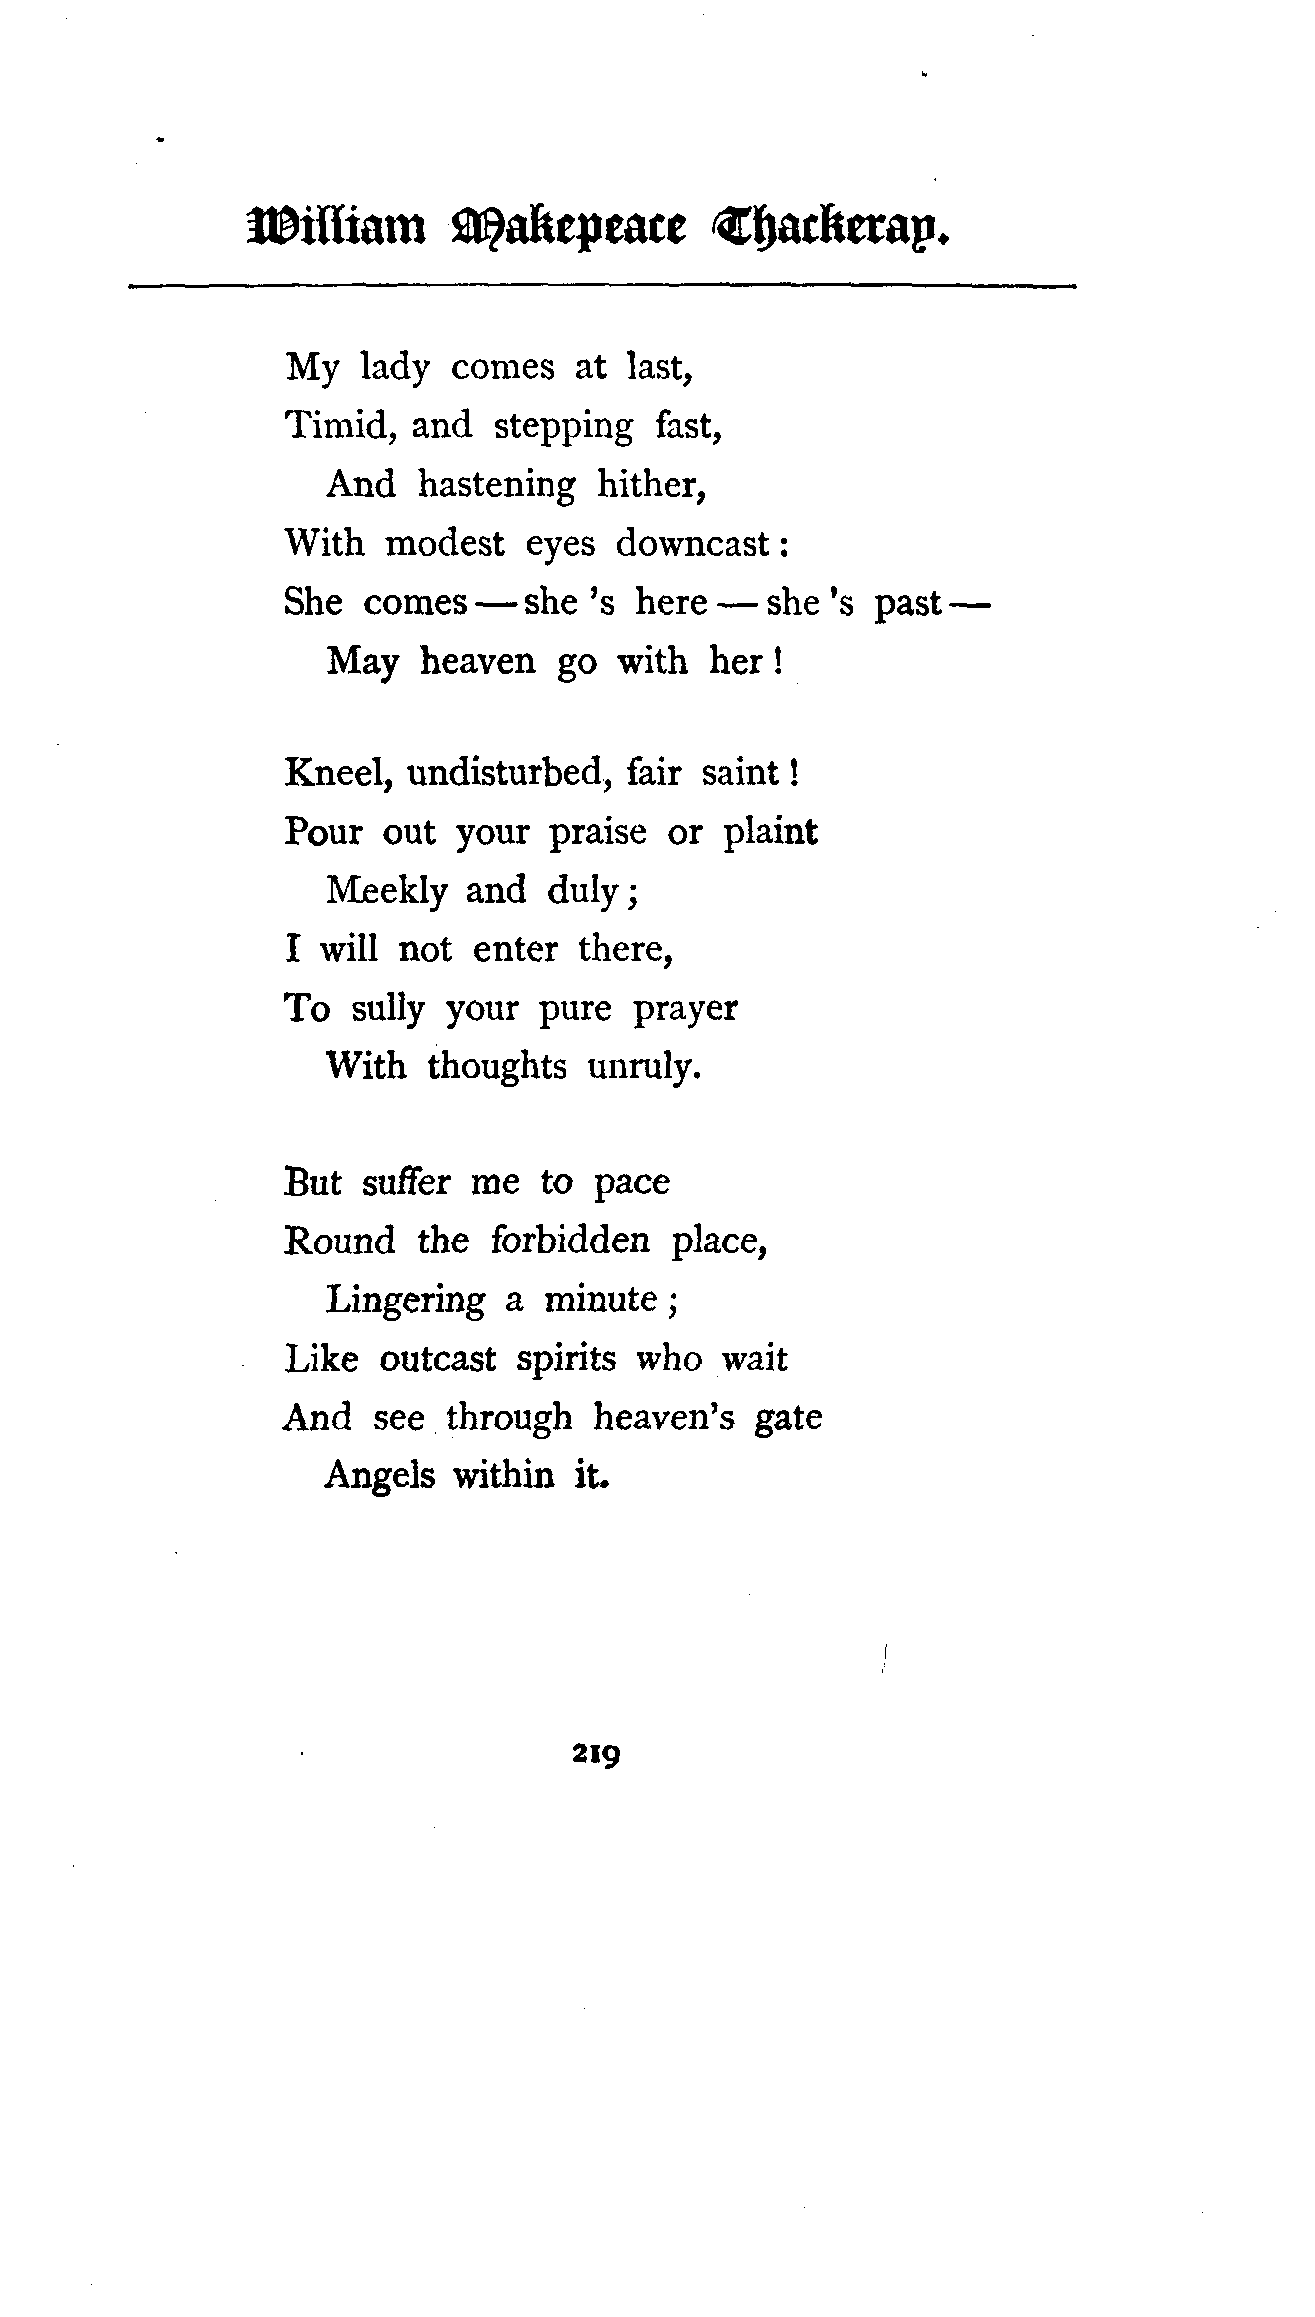 William Makepeace Thackeray.
My lady comes at last,
Timid, and stepping fast,
And hastening hither,
With modest eyes downcast :
She comes — she 's here — she 's past —
May heaven go with her !
Kneel, undisturbed, fair saint !
Pour out your praise or plaint
Meekly and duly ;
I will not enter there,
To sully your pure prayer
With thoughts unruly.
But suffer me to pace
Round the forbidden place,
Lingering a minute ;
Like outcast spirits who wait
And see through heaven's gate
Angels within it.
219